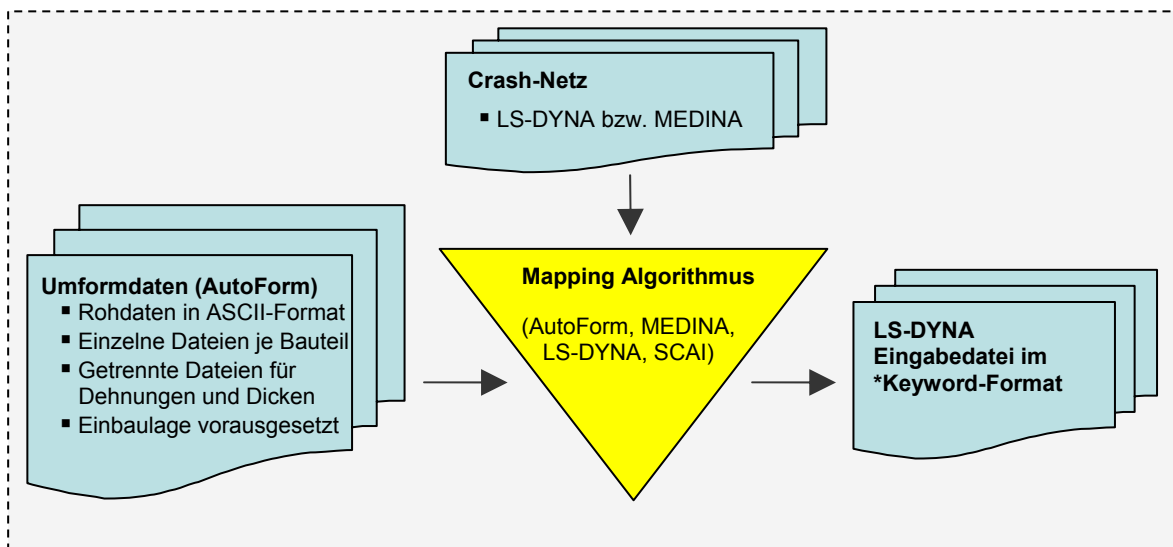 Crash-Netz
▪ LS-DYNA bzw. MEDINA
Umformdaten (AutoForm)
▪ Rohdaten in ASCII-Format
▪ Einzelne Dateien je Bauteil
▪ Getrennte Dateien für
Dehnungen und Dicken
▪ Einbaulage vorausgesetzt
Mapping Algorithmus
(AutoForm, MEDINA,
LS-DYNA, SCAI)
LS-DYNA
Eingabedatei im
*Keyword-Format